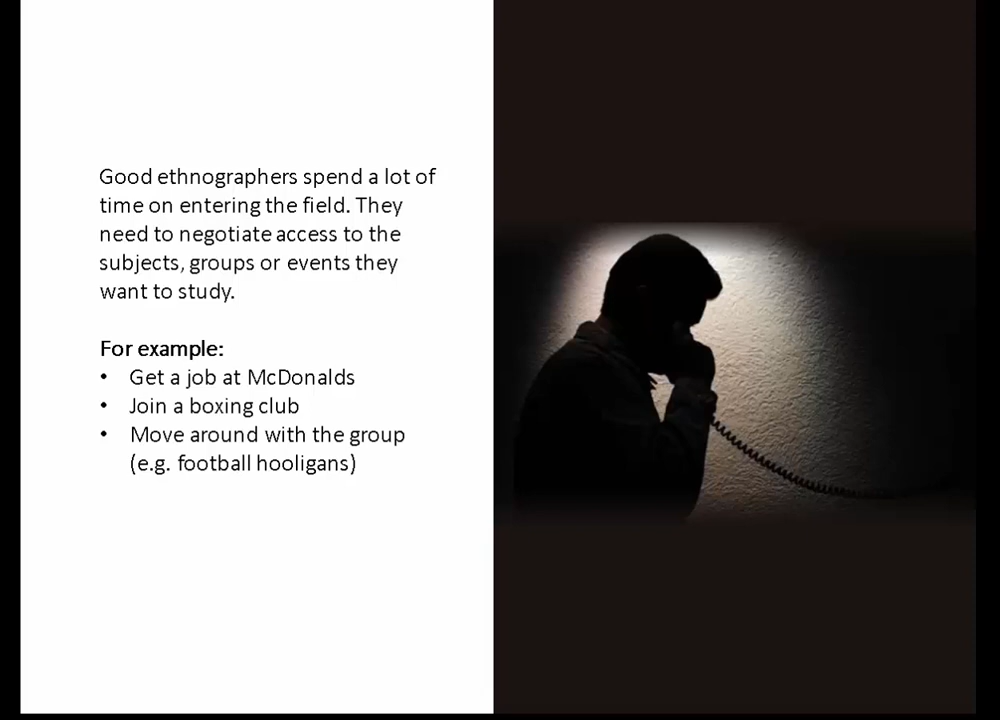 Good ethnographers spend a lot of
time on entering the field. They
need to negotiate access to the
subjects, groups or events they
want to study.
For example:
• Get a job at McDonalds
• Join a boxing club
• Move around with the group
(e.g. football hooligans)